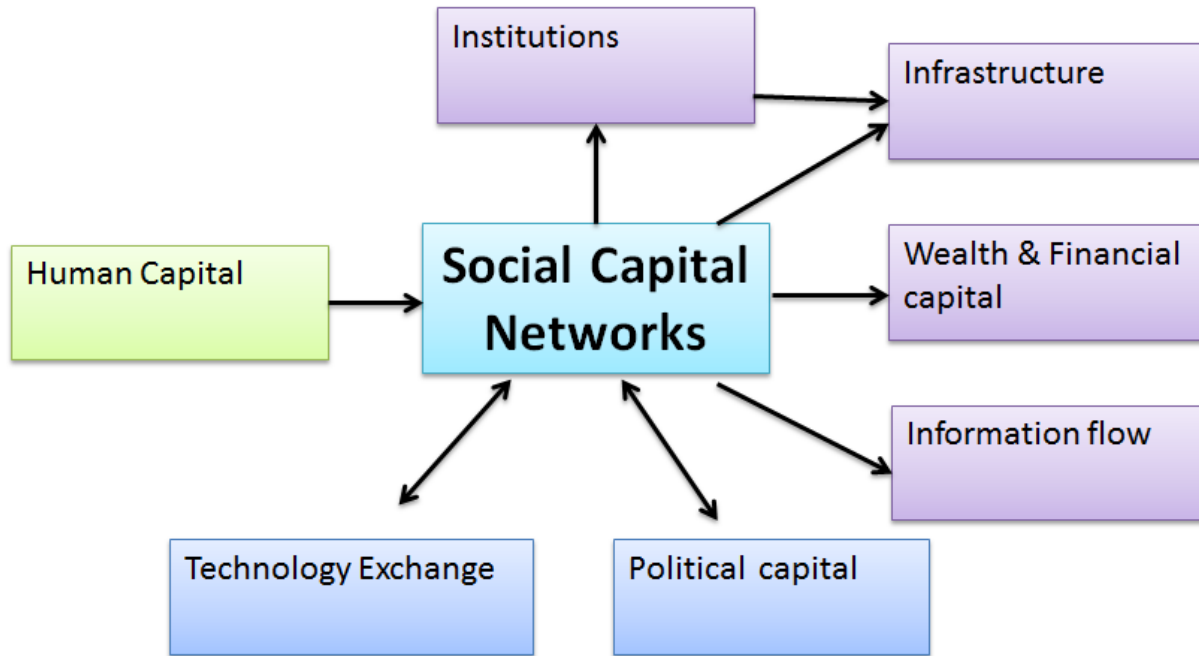 Institutions
Infrastructure
Human Capital
Social Capital
Networks
Wealth & Financial
capital
Information flow
Technology Exchange
Political capital